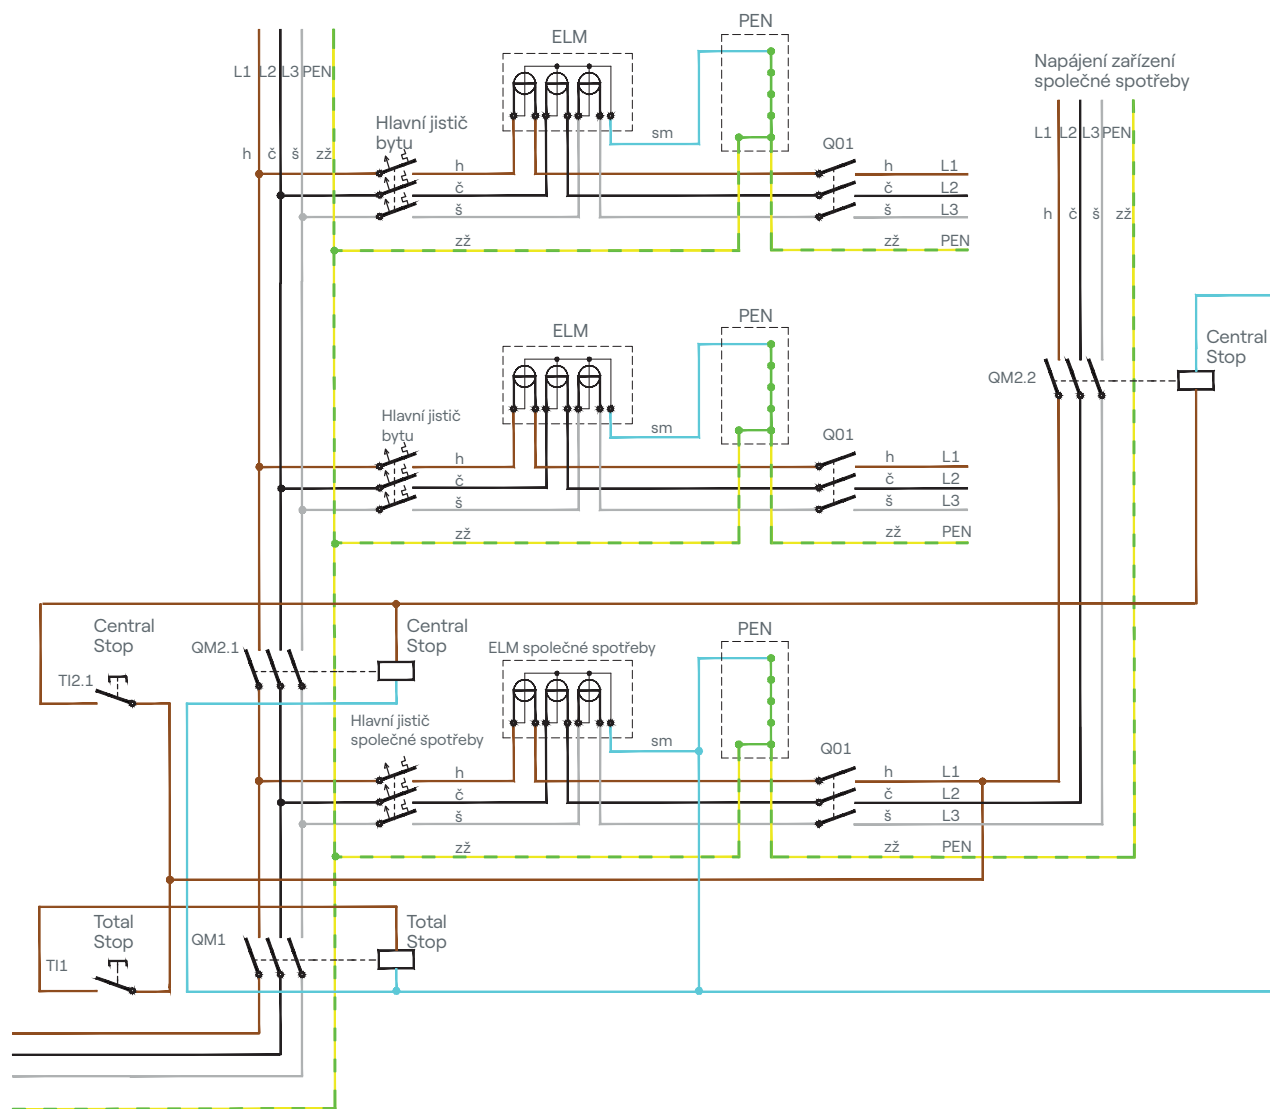 PEN
ELM
Napájení zařízení
společné spotřeby
L1 L2 L3 PEN
Hlavní jistič
bytu
sm
Q01
L1 L2 L3 PEN
h č š zž
h
h L1
č
č L2
š
š L3
h č š zž
zž
zž PEN
PEN
ELM
Central
Stop
QM2.2
Hlavní jistič
bytu
sm
Q01
h
h L1
č
č L2
š
š L3
zž
zž PEN
Central
Stop
QM2.1
Central
Stop
PEN
ELM společné spotřeby
TI2.1
Hlavní jistič
společné spotřeby
sm
Q01
h
h L1
č
č L2
š
š L3
zž
zž PEN
Total
Stop
QM1
Total
Stop
TI1